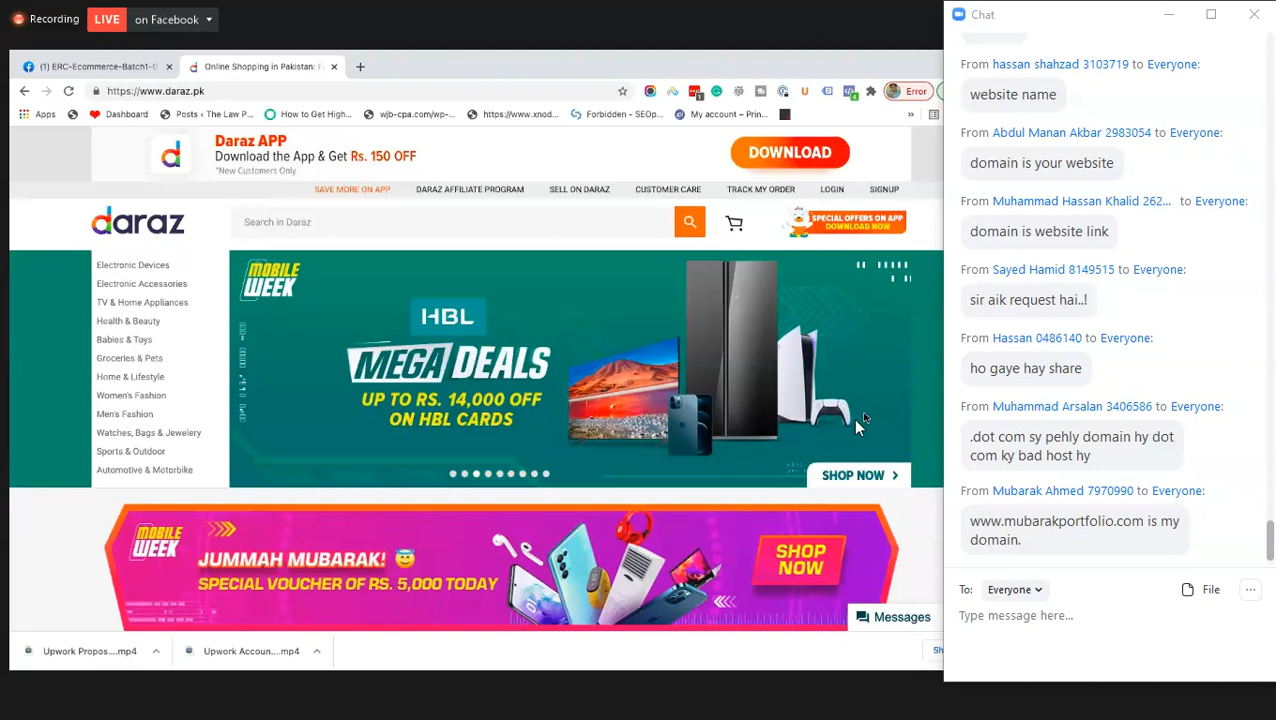 Recording
LIVE on Facebook
(1) ERC-Ecommerce-Batch1-
Online Shopping in Pakistan: F
https://www.daraz.pk
Error
Apps
Dashboard
Posts ‹ The Law P...
How to Get High...
wjb-cpa.com/wp-...
https://www.xnod...
Forbidden - SEOp...
My account – Prin...
»
Daraz APP
Download the App & Get Rs. 150 OFF
*New Customers Only
DOWNLOAD
SAVE MORE ON APP
DARAZ AFFILIATE PROGRAM
SELL ON DARAZ
CUSTOMER CARE
TRACK MY ORDER
LOGIN
SIGNUP
daraz
Search in Daraz
SPECIAL OFFERS ON APP
DOWNLOAD NOW
Electronic Devices
Electronic Accessories
TV & Home Appliances
Health & Beauty
Babies & Toys
Groceries & Pets
Home & Lifestyle
Women's Fashion
Men's Fashion
Watches, Bags & Jewelery
Sports & Outdoor
Automotive & Motorbike
MOBILE
WEEK
HBL
MEGA DEALS
UP TO RS. 14,000 OFF
ON HBL CARDS
SHOP NOW
MOBILE
WEEK
JUMMAH MUBARAK!
SPECIAL VOUCHER OF RS. 5,000 TODAY
SHOP
NOW
Messages
Upwork Propos....mp4
Upwork Accoun....mp4
Chat
From hassan shahzad 3103719 to Everyone:
website name
From Abdul Manan Akbar 2983054 to Everyone:
domain is your website
From Muhammad Hassan Khalid 262... to Everyone:
domain is website link
From Sayed Hamid 8149515 to Everyone:
sir aik request hai..!
From Hassan 0486140 to Everyone:
ho gaye hay share
From Muhammad Arsalan 3406586 to Everyone:
.dot com sy pehly domain hy dot
com ky bad host hy
From Mubarak Ahmed 7970990 to Everyone:
www.mubarakportfolio.com is my
domain.
To: Everyone
File
Type message here...